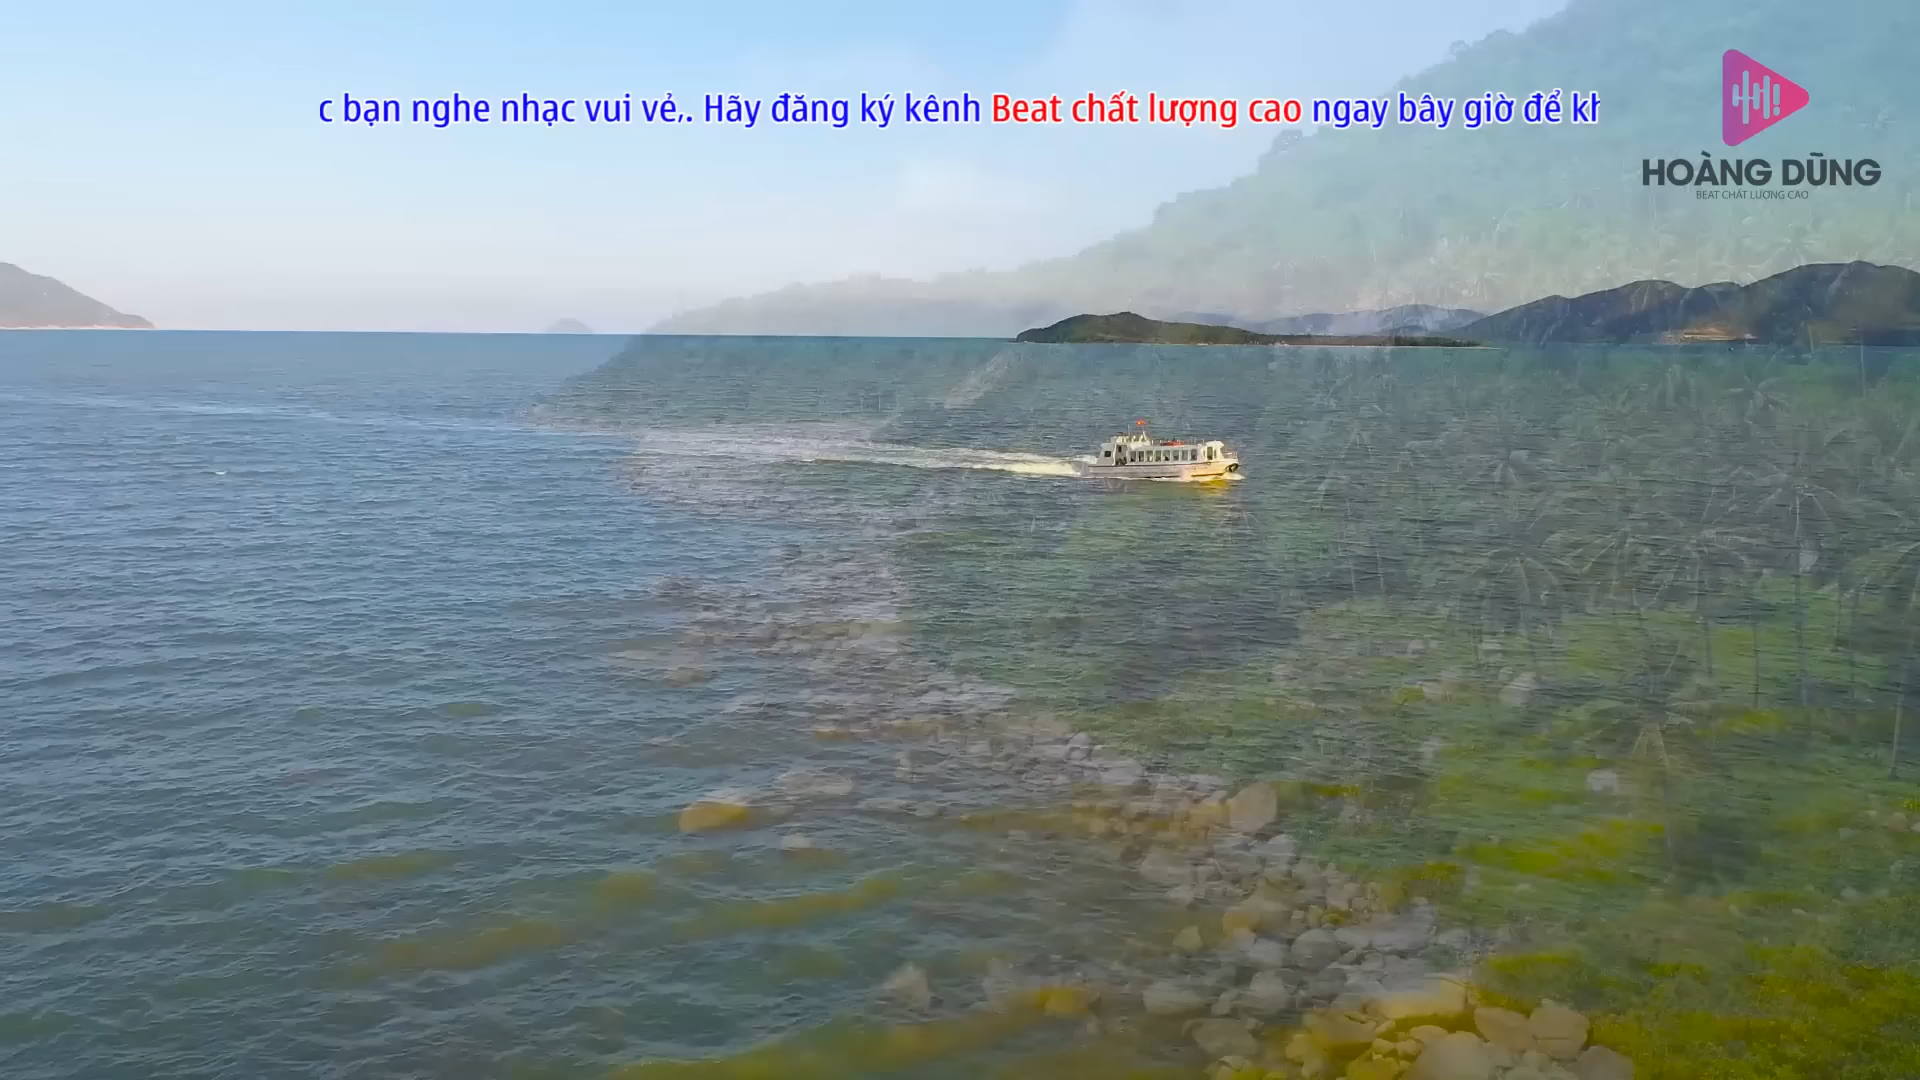 c bạn nghe nhạc vui vẻ,. Hãy đăng ký kênh Beat chất lượng cao ngay bây giờ để kh
HOÀNG DŨNG
BEAT CHẤT LƯỢNG CAO